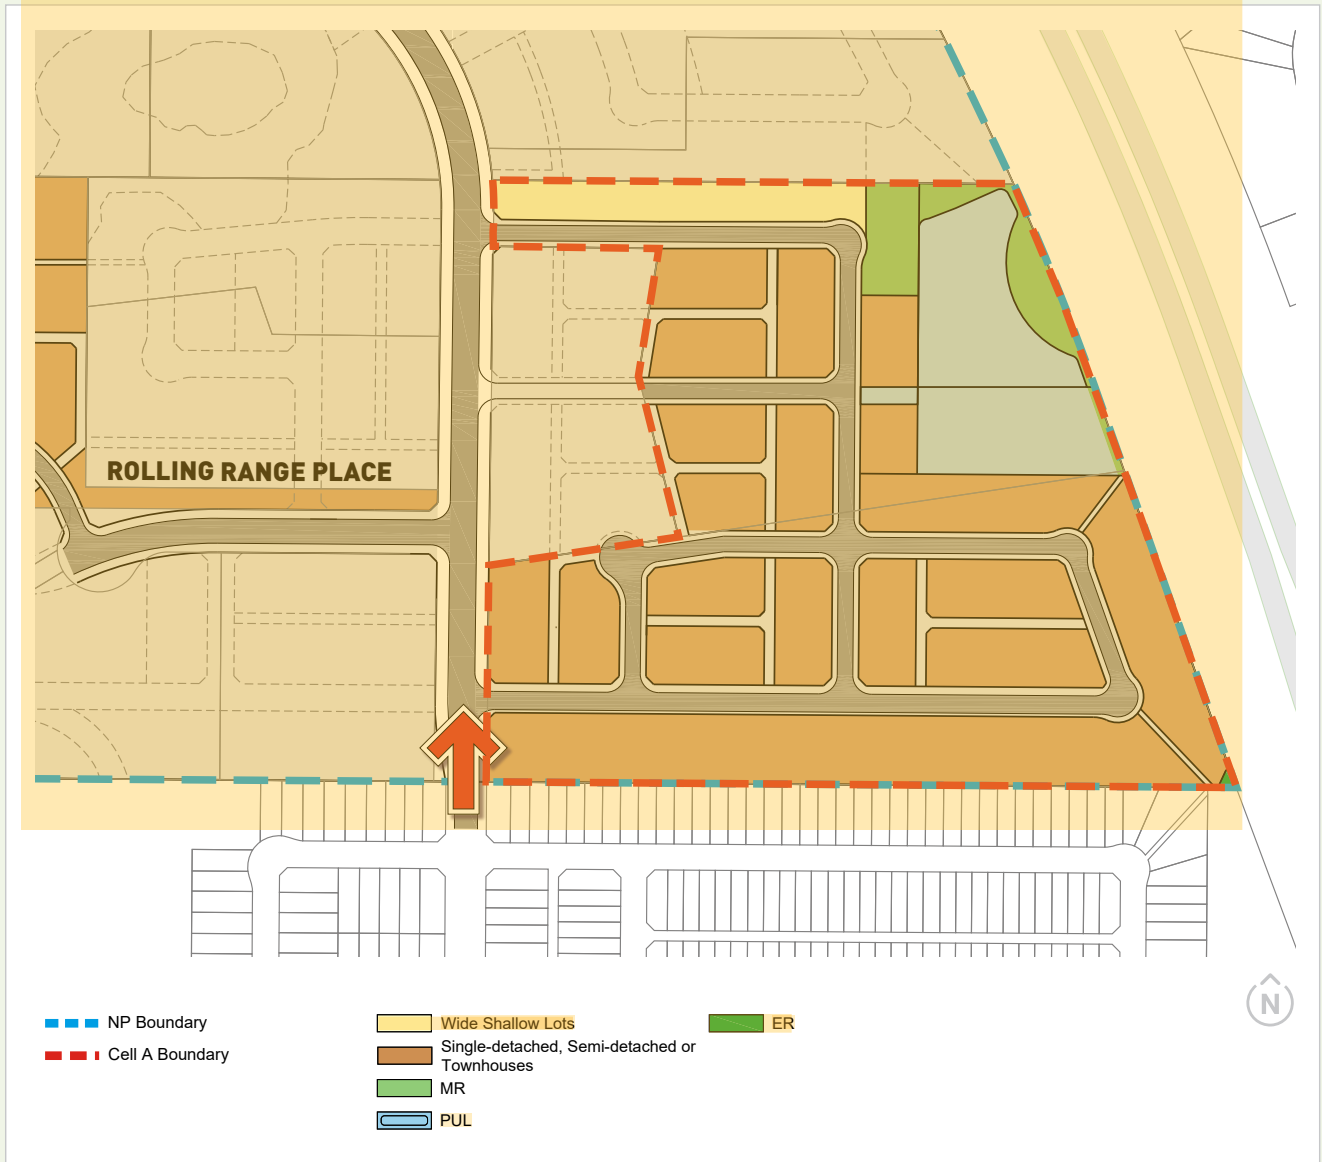 ROLLING RANGE PLACE
N
NP Boundary
Cell A Boundary
Wide Shallow Lots
Single-detached, Semi-detached or
Townhouses
MR
PUL
ER